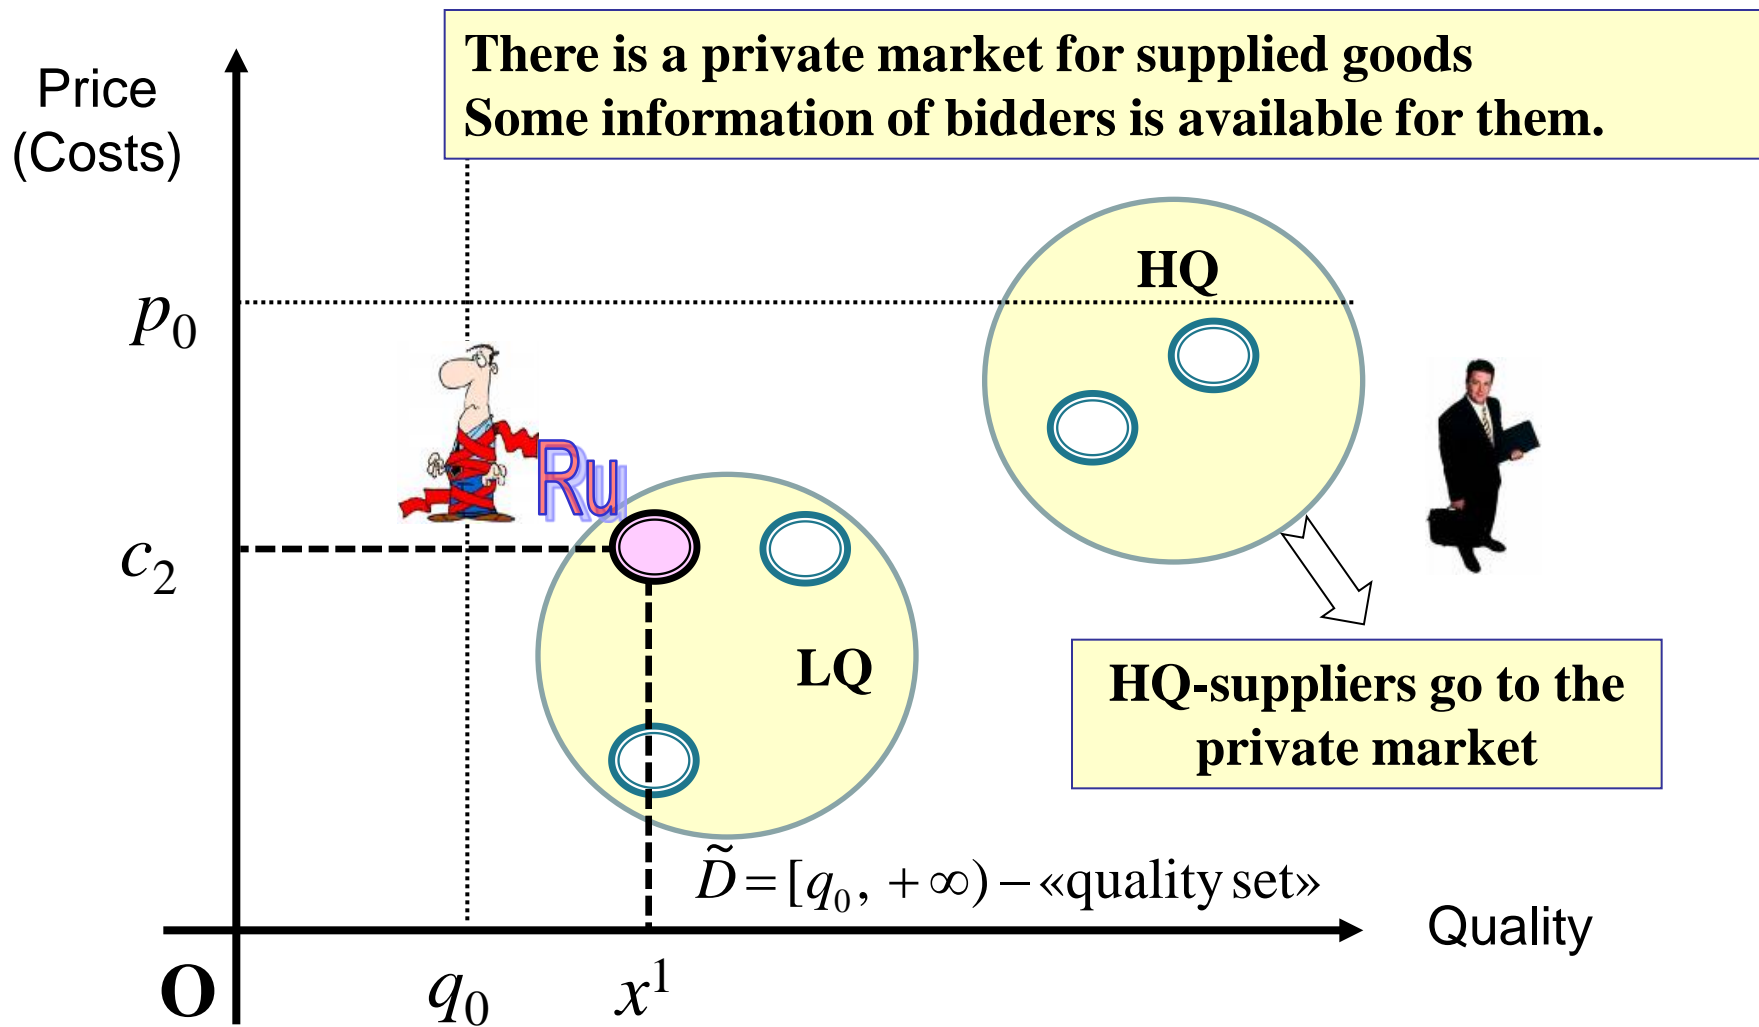 There is a private market for supplied goods
Some information of bidders is available for them.
Price
(Costs)
HQ
p₀
Ru
c₂
LQ
HQ-suppliers go to the
private market
D̃ = [q₀, +∞) – «quality set»
Quality
O
q₀
x¹